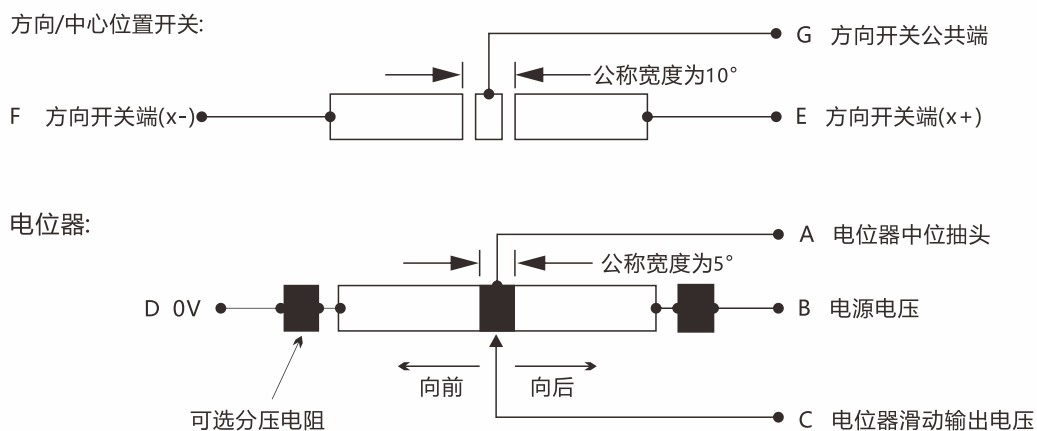 方向/中心位置开关:
G 方向开关公共端
公称宽度为10°
F 方向开关端(x-)
E 方向开关端(x+)
电位器:
A 电位器中位抽头
公称宽度为5°
D 0V
B 电源电压
向前
向后
可选分压电阻
C 电位器滑动输出电压